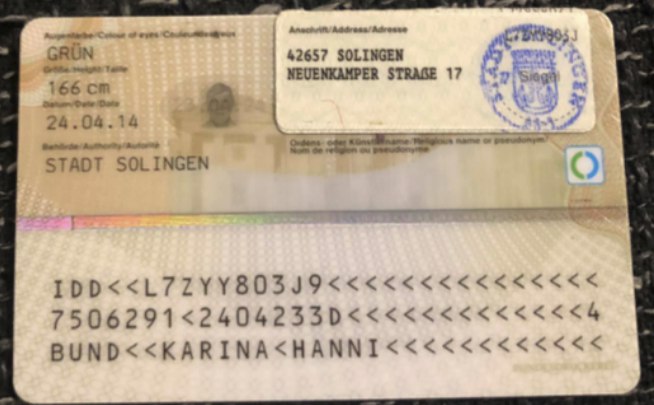 Augenfarbe/Colour of eyes/Couleur des yeux
GRÜN
Größe/Height/Taille
166 cm
Datum/Date/Date
24.04.14
Behörde/Authority/Autorité
STADT SOLINGEN
Anschrift/Address/Adresse
42657 SOLINGEN
NEUENKAMPER STRAßE 17
Siegel
Ordens- oder Künstlername/Religious name or pseudonym/
Nom de religion ou pseudonyme
IDD<<L7ZYY803J9<<<<<<<<<<<<<<<
7506291<2404233D<<<<<<<<<<<<<4
BUND<<KARINA<HANNI<<<<<<<<<<<<